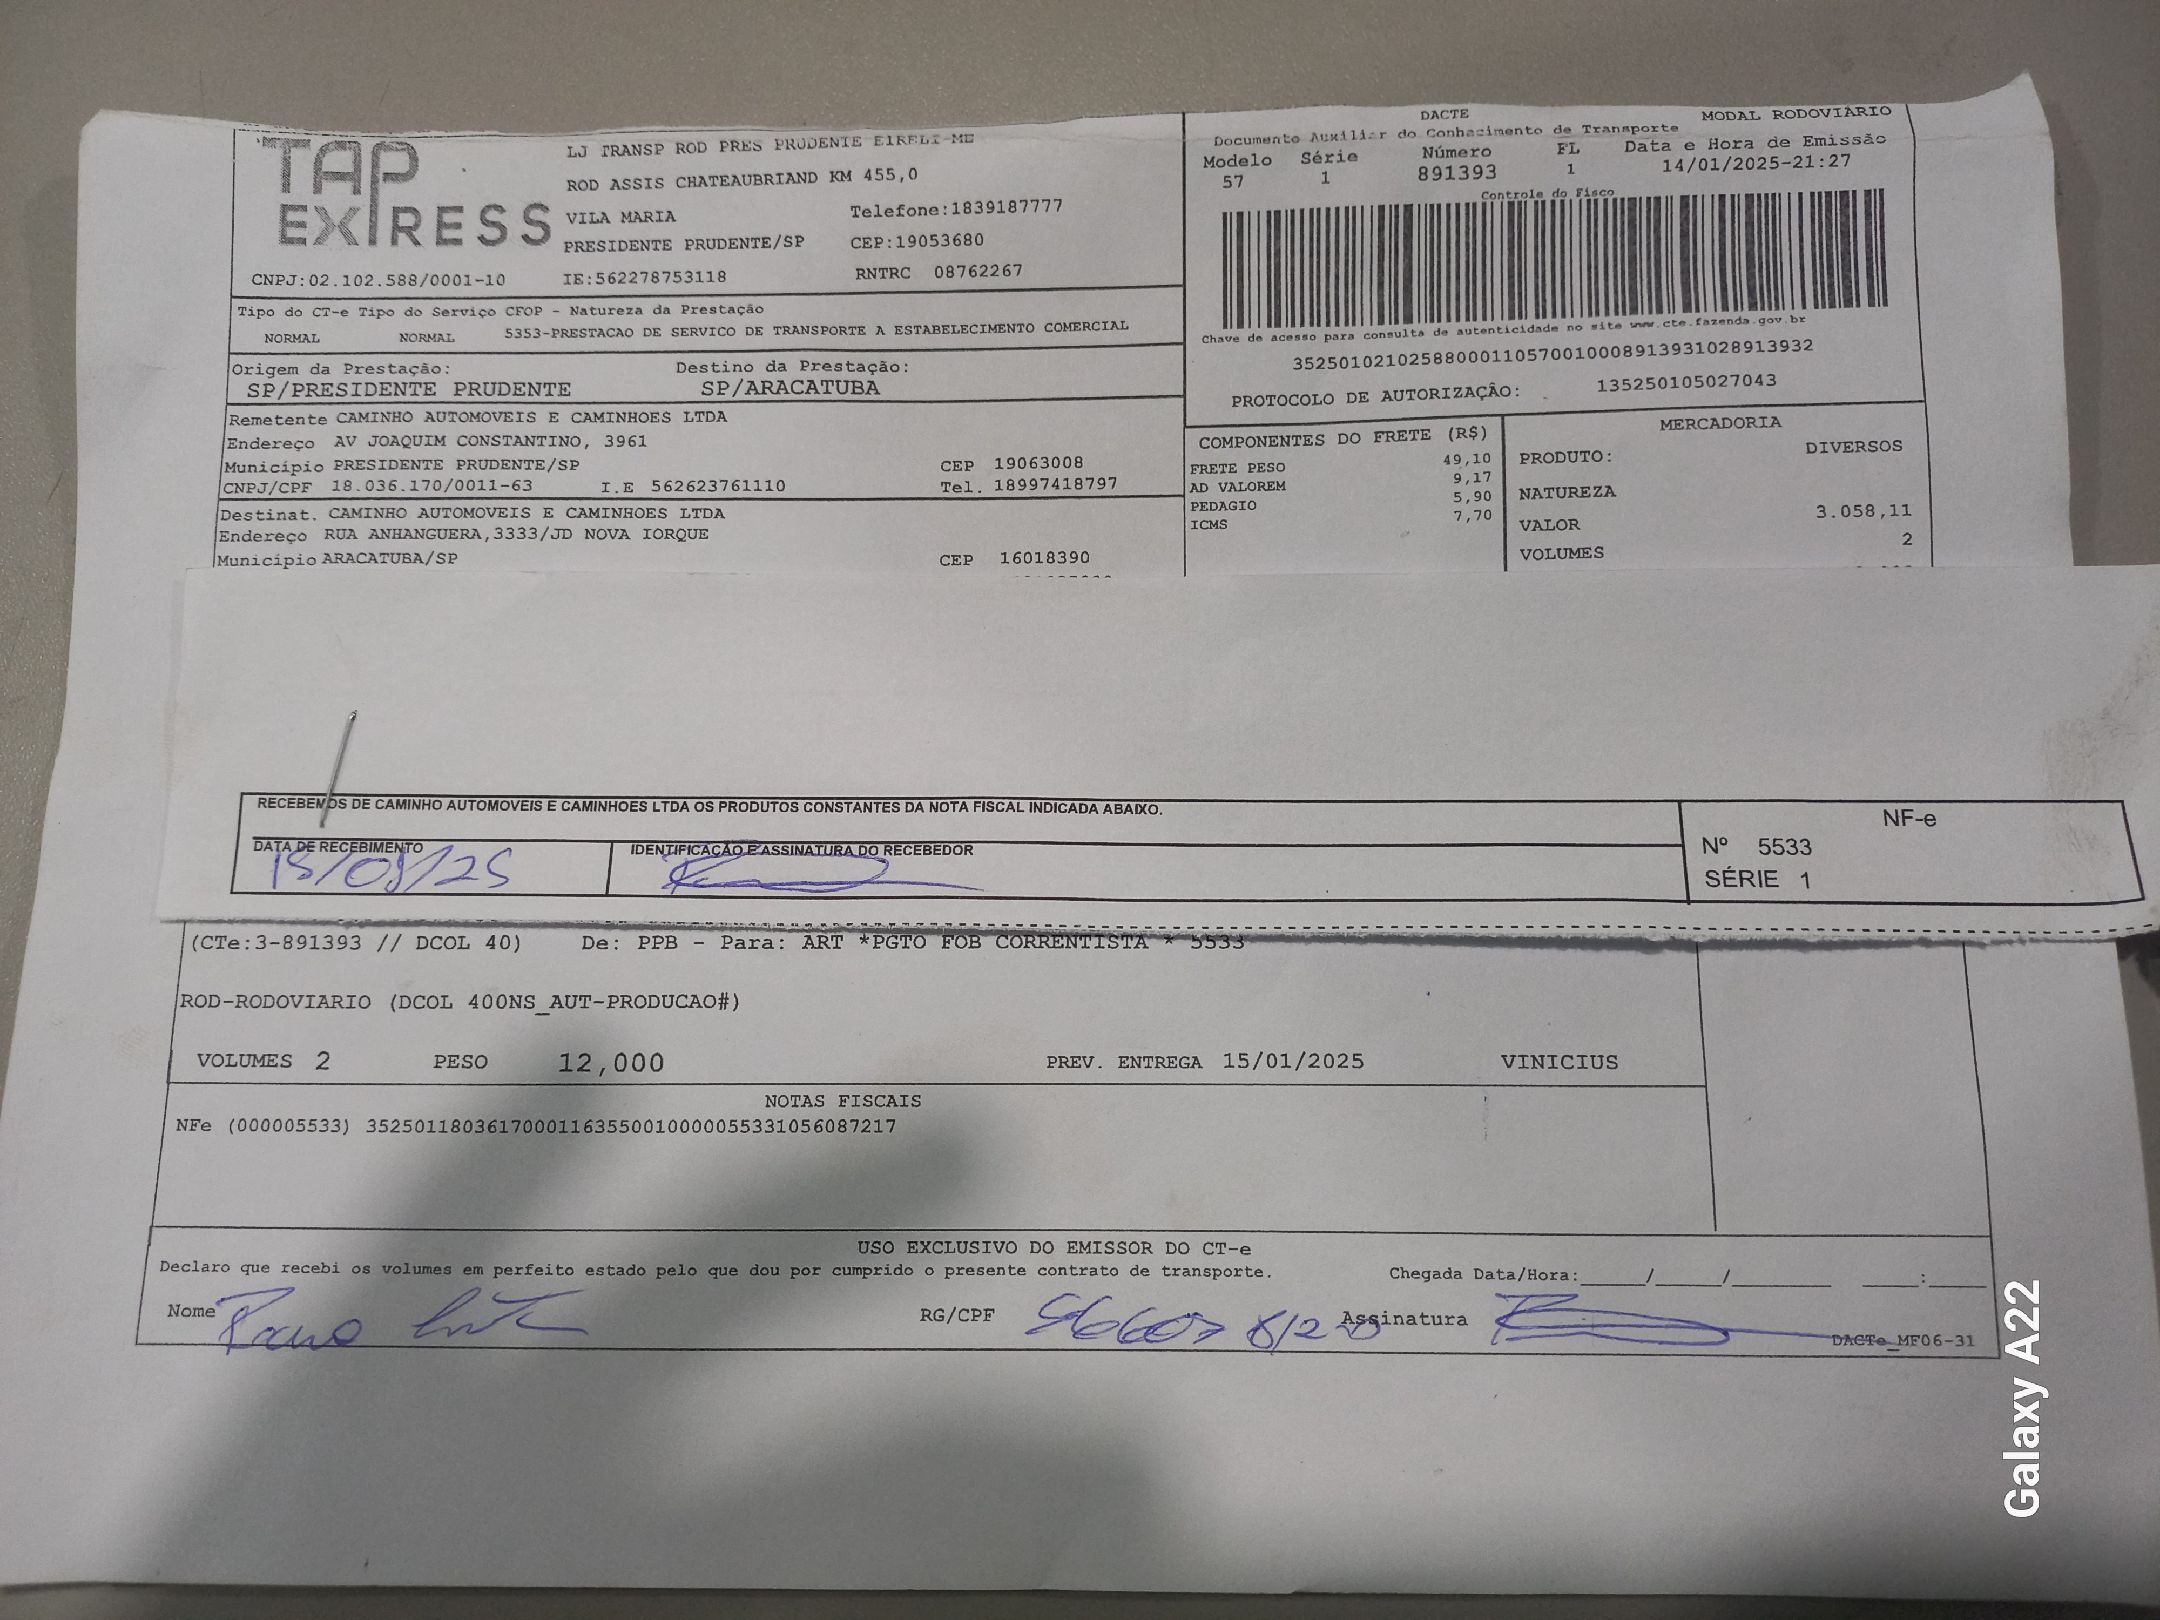 TAP EXPRESS
LJ TRANSP ROD PRES PRUDENTE EIRELI-ME
ROD ASSIS CHATEAUBRIAND KM 455,0
VILA MARIA Telefone:1839187777
PRESIDENTE PRUDENTE/SP CEP:19053680
CNPJ:02.102.588/0001-10 IE:562278753118 RNTRC 08762267
DACTE MODAL RODOVIÁRIO
Documento Auxiliar do Conhecimento de Transporte
Modelo Série Número FL Data e Hora de Emissão
57 1 891393 1 14/01/2025-21:27
Controle do Fisco
Chave de acesso para consulta de autenticidade no site www.cte.fazenda.gov.br
35250102102588000110570010008913931028913932
PROTOCOLO DE AUTORIZAÇÃO: 135250105027043
Tipo do CT-e Tipo do Serviço CFOP - Natureza da Prestação
NORMAL NORMAL 5353-PRESTACAO DE SERVICO DE TRANSPORTE A ESTABELECIMENTO COMERCIAL
Origem da Prestação: Destino da Prestação:
SP/PRESIDENTE PRUDENTE SP/ARACATUBA
Remetente CAMINHO AUTOMOVEIS E CAMINHOES LTDA
Endereço AV JOAQUIM CONSTANTINO, 3961
Município PRESIDENTE PRUDENTE/SP CEP 19063008
CNPJ/CPF 18.036.170/0011-63 I.E 562623761110 Tel. 18997418797
Destinat. CAMINHO AUTOMOVEIS E CAMINHOES LTDA
Endereço RUA ANHANGUERA,3333/JD NOVA IORQUE
Município ARACATUBA/SP CEP 16018390
COMPONENTES DO FRETE (R$)
FRETE PESO 49,10
AD VALOREM 9,17
PEDAGIO 5,90
ICMS 7,70
MERCADORIA
PRODUTO: DIVERSOS
NATUREZA
VALOR 3.058,11
VOLUMES 2
RECEBEMOS DE CAMINHO AUTOMOVEIS E CAMINHOES LTDA OS PRODUTOS CONSTANTES DA NOTA FISCAL INDICADA ABAIXO.
DATA DE RECEBIMENTO IDENTIFICAÇÃO E ASSINATURA DO RECEBEDOR
15/01/25
NF-e
Nº 5533
SÉRIE 1
(CTe:3-891393 // DCOL 40) De: PPB - Para: ART *PGTO FOB CORRENTISTA * 5533
ROD-RODOVIARIO (DCOL 400NS_AUT-PRODUCAO#)
VOLUMES 2 PESO 12,000 PREV. ENTREGA 15/01/2025 VINICIUS
NOTAS FISCAIS
NFe (000005533) 35250118036170001163550010000055331056087217
USO EXCLUSIVO DO EMISSOR DO CT-e
Declaro que recebi os volumes em perfeito estado pelo que dou por cumprido o presente contrato de transporte. Chegada Data/Hora:____/____/______ ___:____
Nome RG/CPF Assinatura
DACTe_MF06-31
Galaxy A22